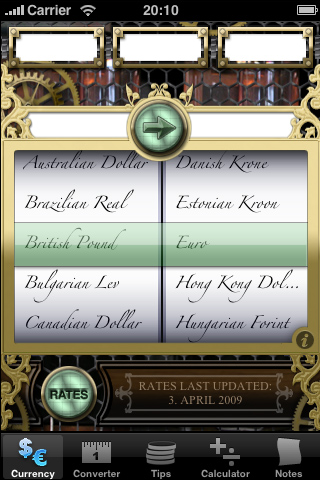 Carrier 20:10
Australian Dollar Danish Krone
Brazilian Real Estonian Kroon
British Pound Euro
Bulgarian Lev Hong Kong Dol...
Canadian Dollar Hungarian Forint
i
RATES RATES LAST UPDATED:
3. APRIL 2009
$ € 1
Currency Converter Tips Calculator Notes